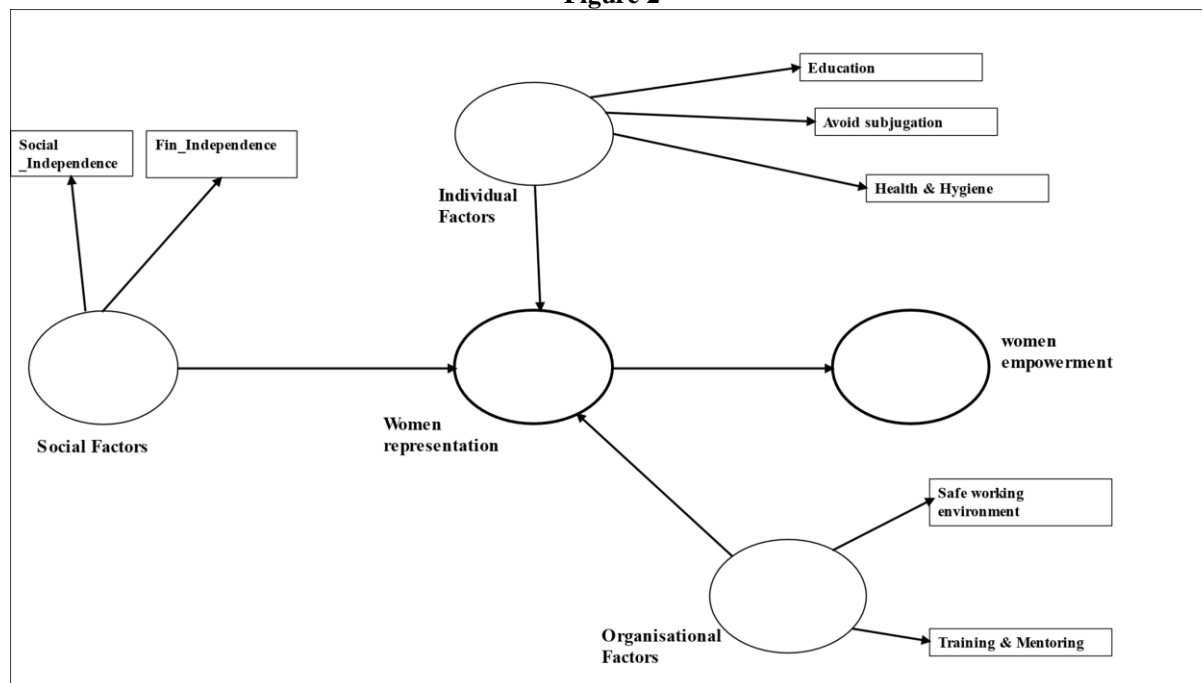 Figure 2
Education
Avoid subjugation
Health & Hygiene
Social
_Independence
Fin_Independence
Individual
Factors
women
empowerment
Women
representation
Social Factors
Safe working
environment
Organisational
Factors
Training & Mentoring